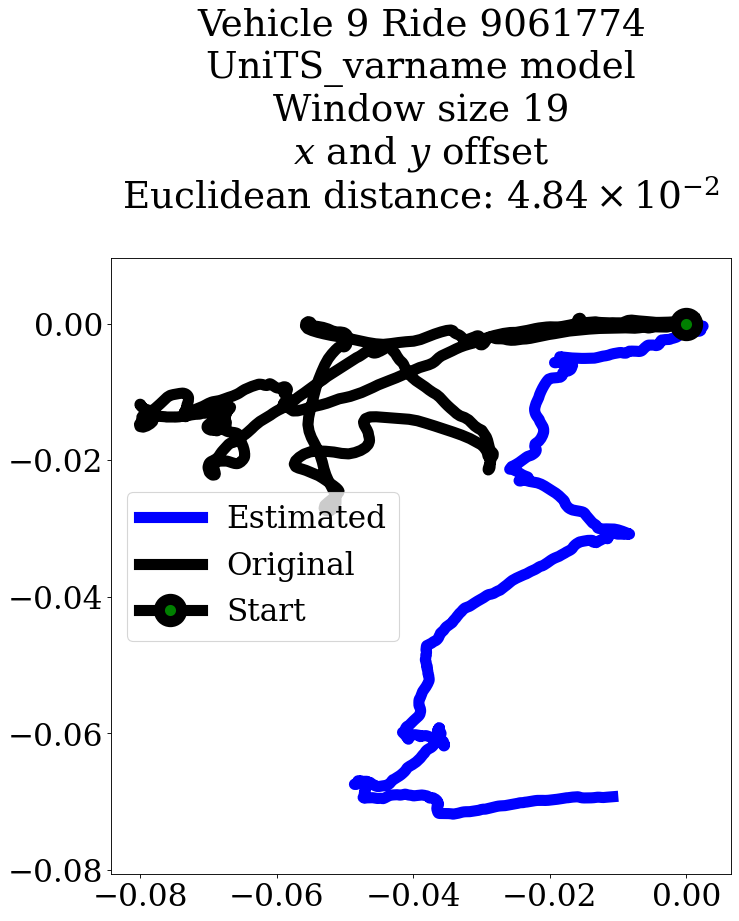 Vehicle 9 Ride 9061774
UniTS_varname model
Window size 19
x and y offset
Euclidean distance: 4.84 × 10⁻²
0.00
−0.02
−0.04
−0.06
−0.08
Estimated
Original
Start
−0.08 −0.06 −0.04 −0.02 0.00